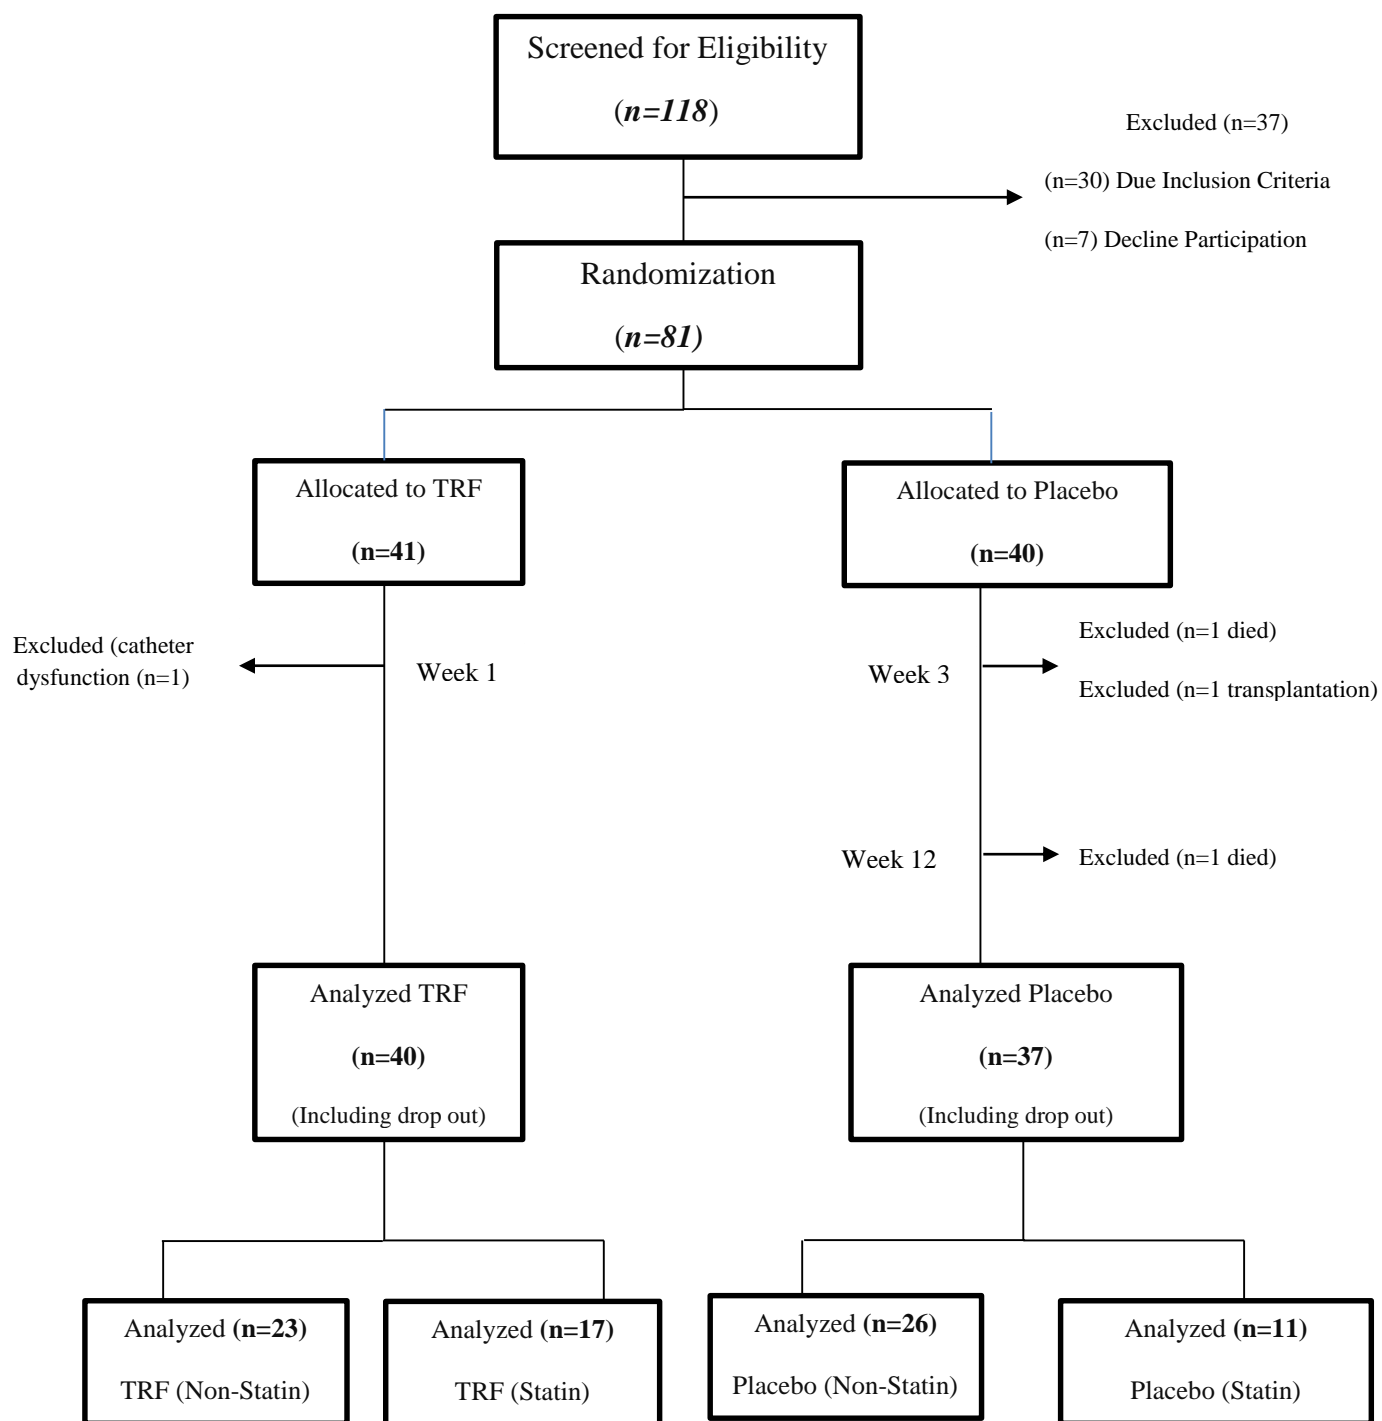 Screened for Eligibility
(n=118)
Excluded (n=37)
(n=30) Due Inclusion Criteria
(n=7) Decline Participation
Randomization
(n=81)
Allocated to TRF
(n=41)
Allocated to Placebo
(n=40)
Excluded (catheter
dysfunction (n=1)
Week 1
Week 3
Excluded (n=1 died)
Excluded (n=1 transplantation)
Week 12
Excluded (n=1 died)
Analyzed TRF
(n=40)
(Including drop out)
Analyzed Placebo
(n=37)
(Including drop out)
Analyzed (n=23)
TRF (Non-Statin)
Analyzed (n=17)
TRF (Statin)
Analyzed (n=26)
Placebo (Non-Statin)
Analyzed (n=11)
Placebo (Statin)